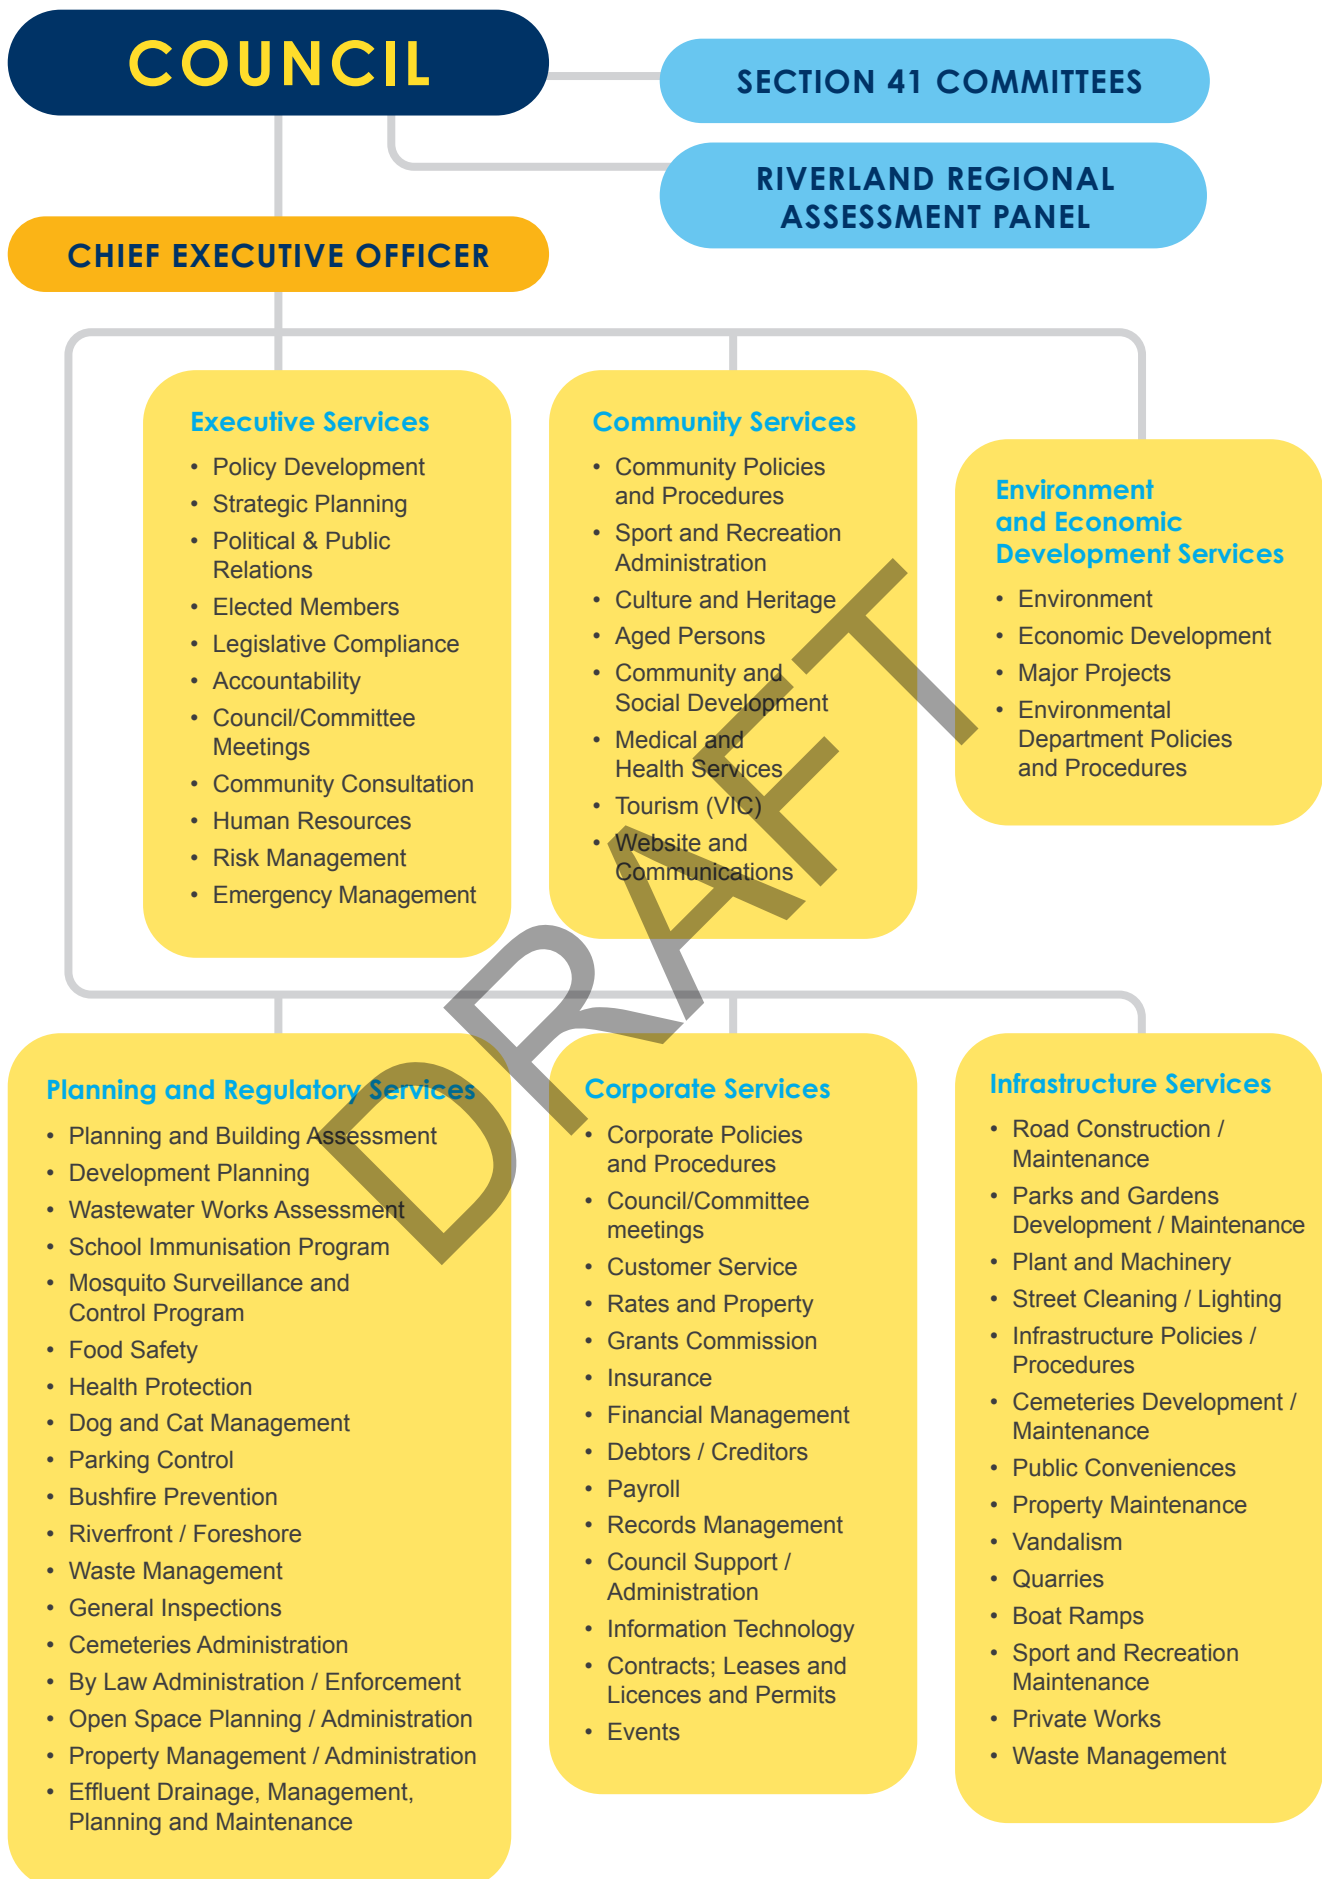 COUNCIL
SECTION 41 COMMITTEES
RIVERLAND REGIONAL
ASSESSMENT PANEL
CHIEF EXECUTIVE OFFICER
Executive Services
• Policy Development
• Strategic Planning
• Political & Public
Relations
• Elected Members
• Legislative Compliance
• Accountability
• Council/Committee
Meetings
• Community Consultation
• Human Resources
• Risk Management
• Emergency Management
Community Services
• Community Policies
and Procedures
• Sport and Recreation
Administration
• Culture and Heritage
• Aged Persons
• Community and
Social Development
• Medical and
Health Services
• Tourism (VIC)
• Website and
Communications
Environment
and Economic
Development Services
• Environment
• Economic Development
• Major Projects
• Environmental
Department Policies
and Procedures
DRAFT
Planning and Regulatory Services
• Planning and Building Assessment
• Development Planning
• Wastewater Works Assessment
• School Immunisation Program
• Mosquito Surveillance and
Control Program
• Food Safety
• Health Protection
• Dog and Cat Management
• Parking Control
• Bushfire Prevention
• Riverfront / Foreshore
• Waste Management
• General Inspections
• Cemeteries Administration
• By Law Administration / Enforcement
• Open Space Planning / Administration
• Property Management / Administration
• Effluent Drainage, Management,
Planning and Maintenance
Corporate Services
• Corporate Policies
and Procedures
• Council/Committee
meetings
• Customer Service
• Rates and Property
• Grants Commission
• Insurance
• Financial Management
• Debtors / Creditors
• Payroll
• Records Management
• Council Support /
Administration
• Information Technology
• Contracts; Leases and
Licences and Permits
• Events
Infrastructure Services
• Road Construction /
Maintenance
• Parks and Gardens
Development / Maintenance
• Plant and Machinery
• Street Cleaning / Lighting
• Infrastructure Policies /
Procedures
• Cemeteries Development /
Maintenance
• Public Conveniences
• Property Maintenance
• Vandalism
• Quarries
• Boat Ramps
• Sport and Recreation
Maintenance
• Private Works
• Waste Management